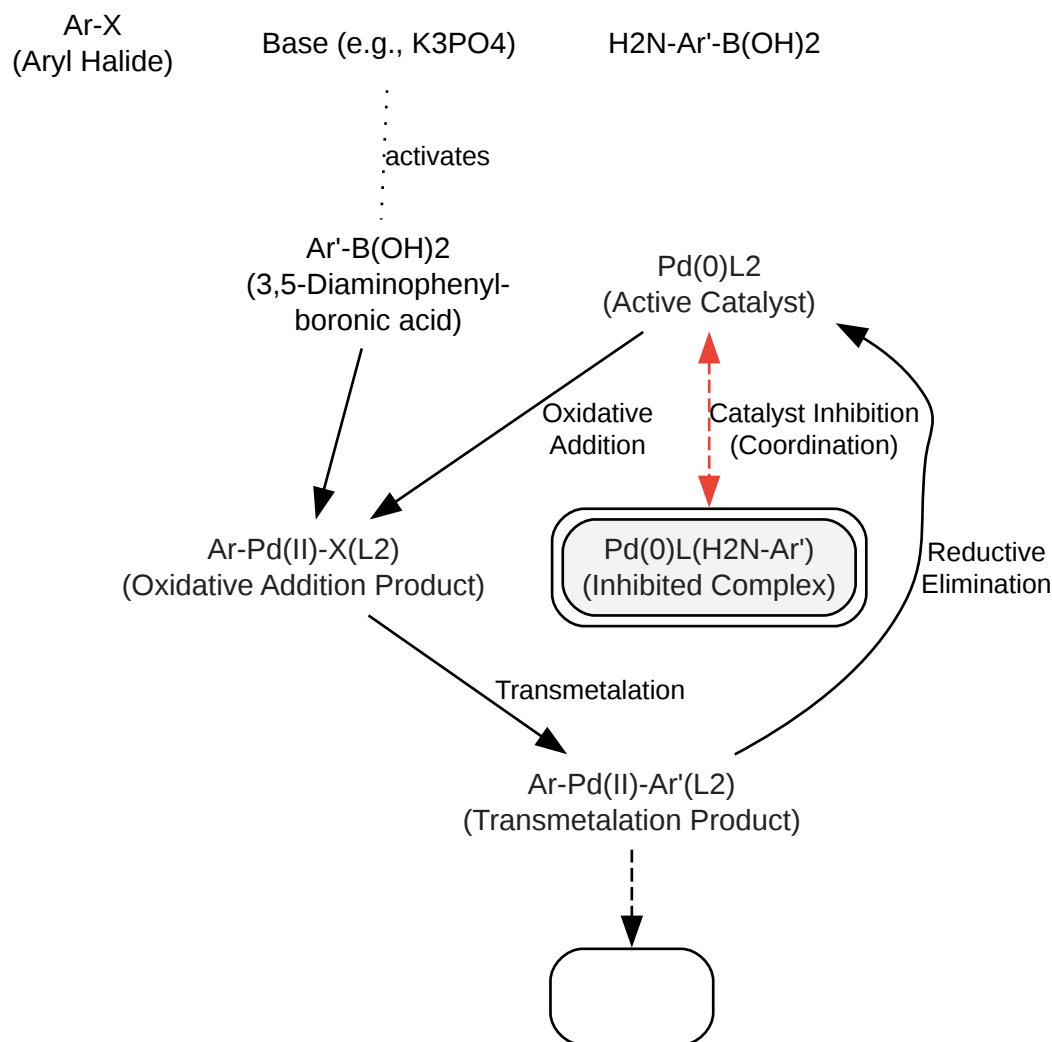 Ar-X
(Aryl Halide)
Base (e.g., K3PO4)
H2N-Ar'-B(OH)2
activates
Ar'-B(OH)2
(3,5-Diaminophenyl-
boronic acid)
Pd(0)L2
(Active Catalyst)
Oxidative
Addition
Catalyst Inhibition
(Coordination)
Ar-Pd(II)-X(L2)
(Oxidative Addition Product)
Pd(0)L(H2N-Ar')
(Inhibited Complex)
Reductive
Elimination
Transmetalation
Ar-Pd(II)-Ar'(L2)
(Transmetalation Product)